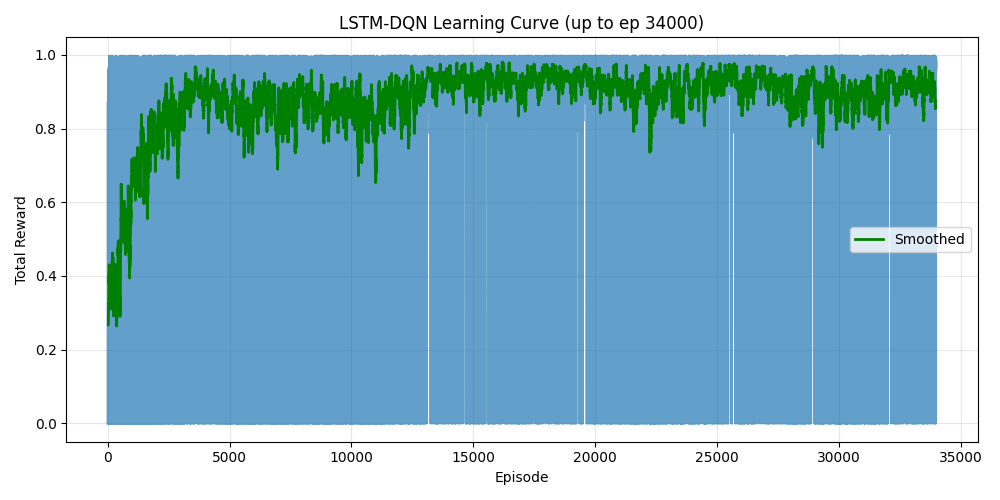 LSTM-DQN Learning Curve (up to ep 34000)
1.0
0.8
0.6
0.4
0.2
0.0
Total Reward
Smoothed
0 5000 10000 15000 20000 25000 30000 35000
Episode